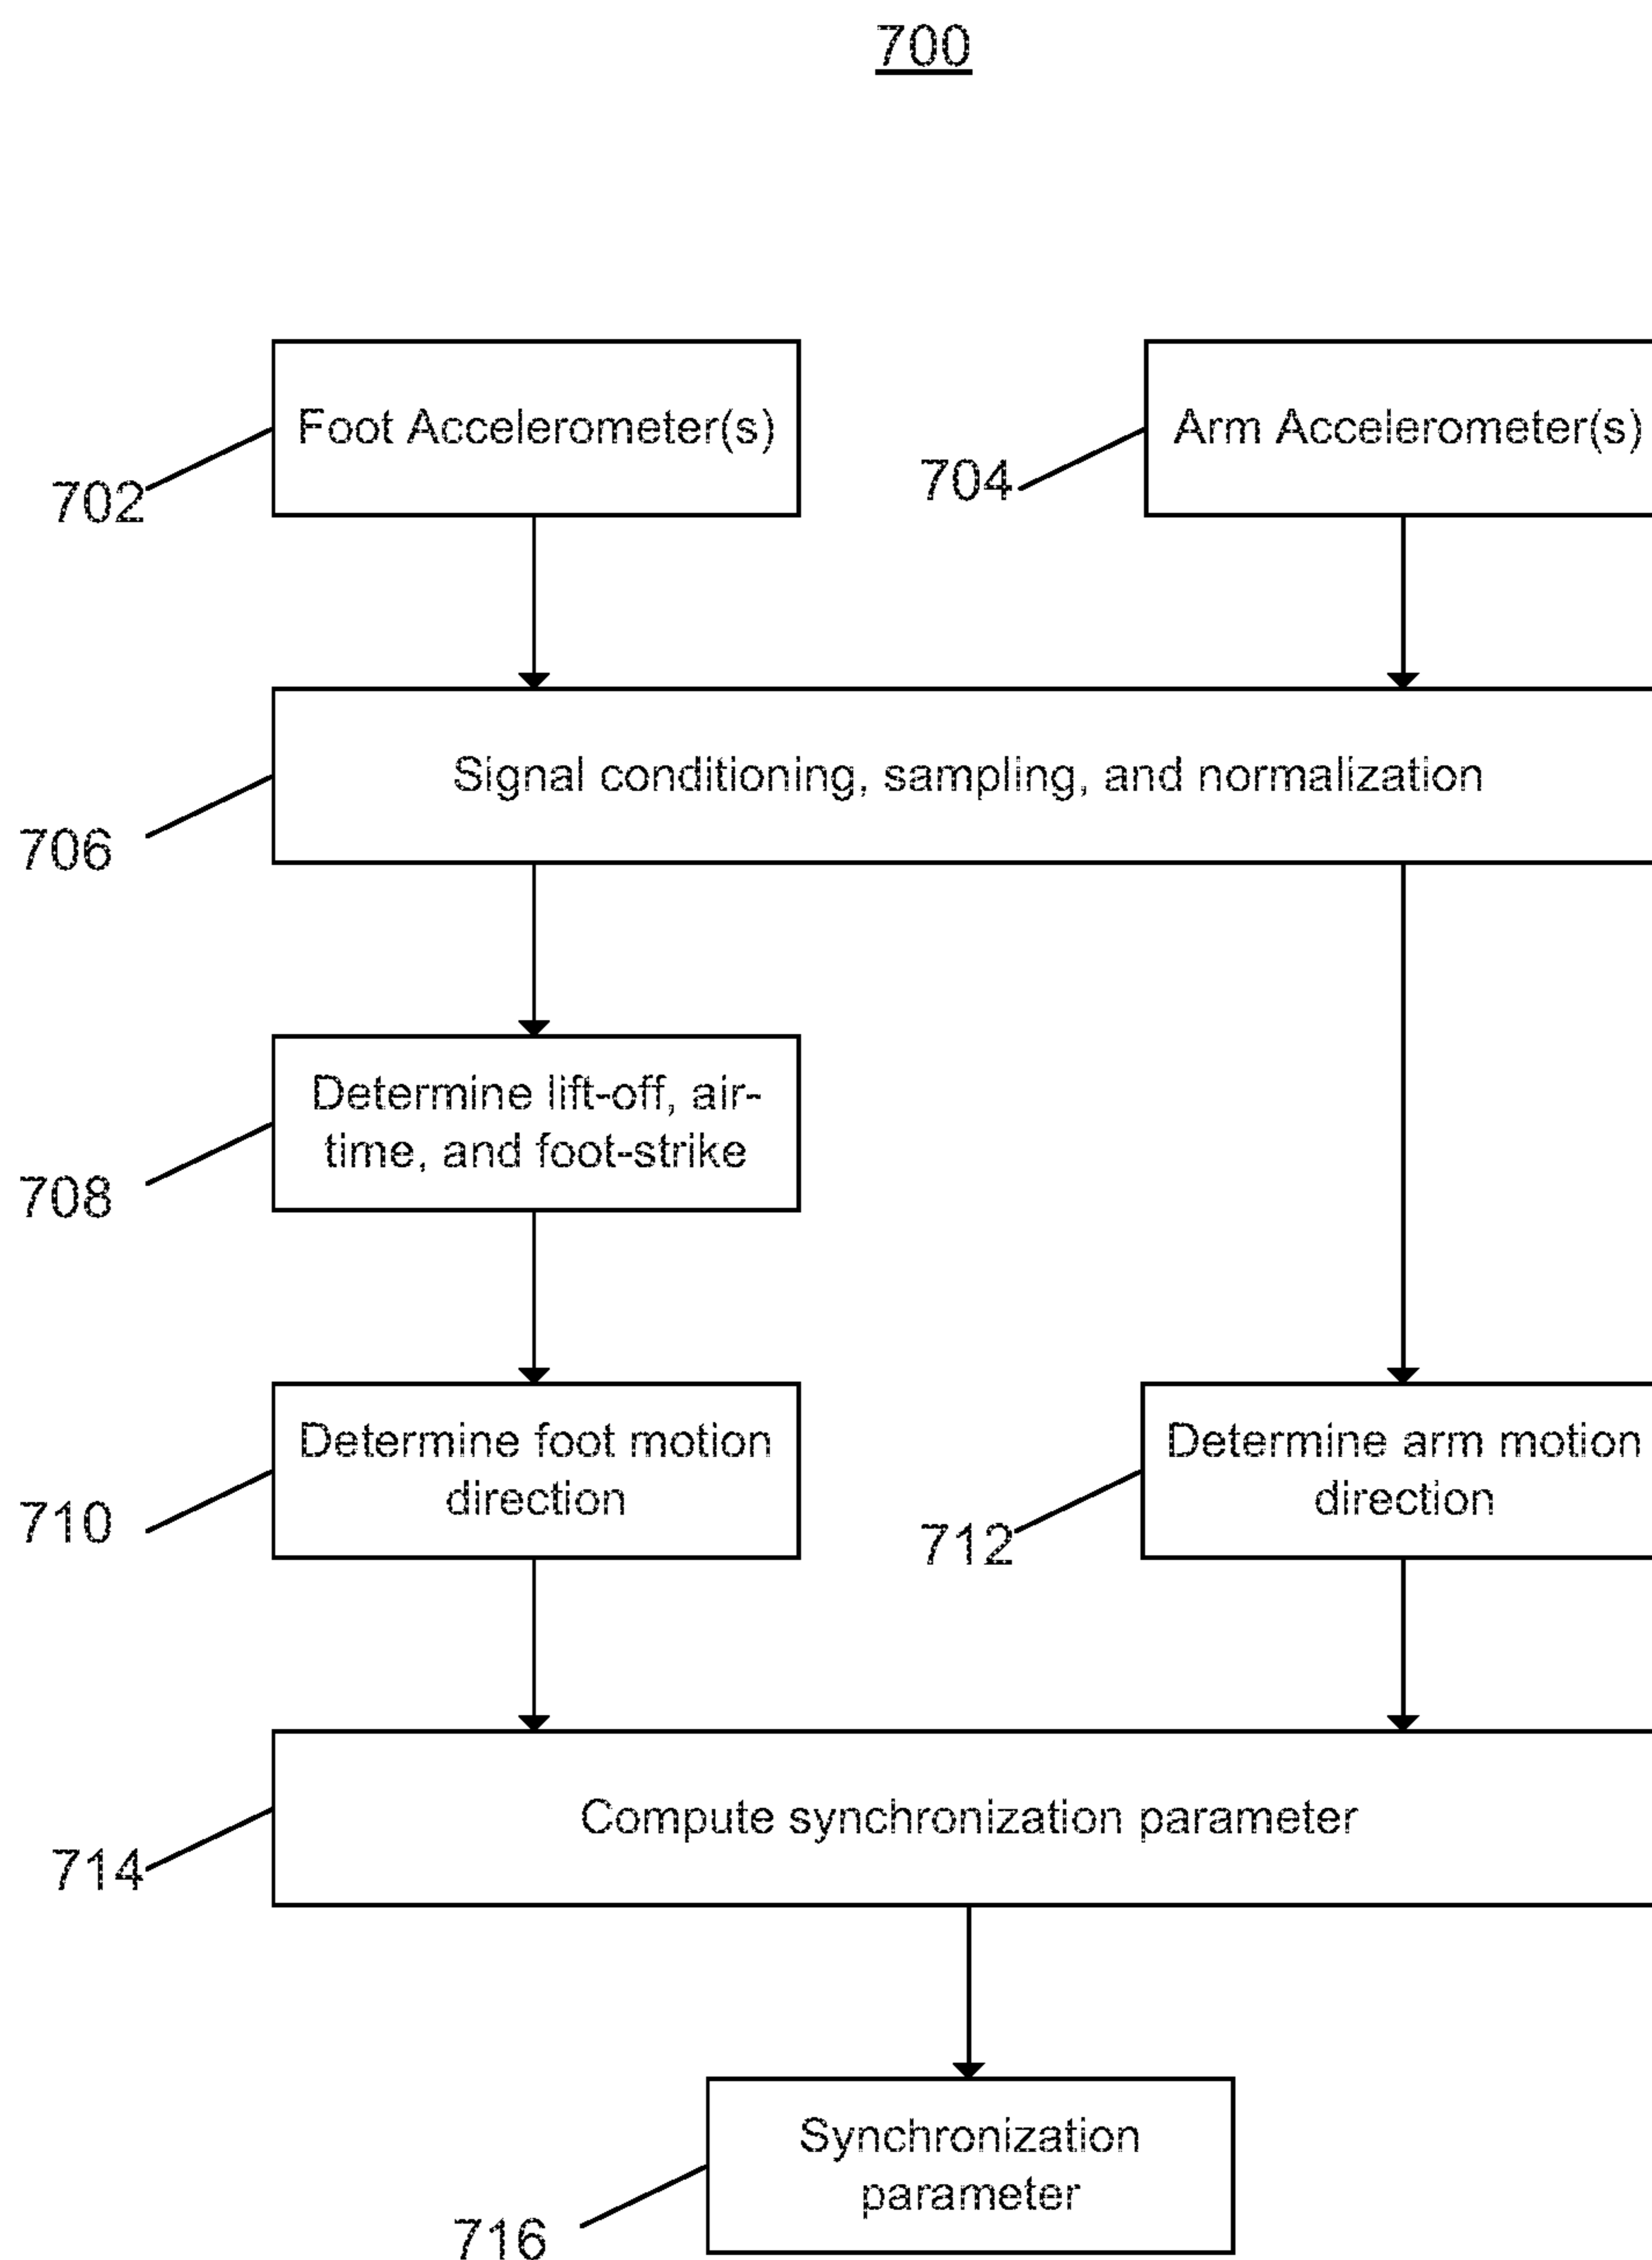 700
Foot Accelerometer(s)
702
Arm Accelerometer(s)
704
Signal conditioning, sampling, and normalization
706
Determine lift-off, air-
time, and foot-strike
708
Determine foot motion
direction
710
Determine arm motion
direction
712
Compute synchronization parameter
714
Synchronization
parameter
716